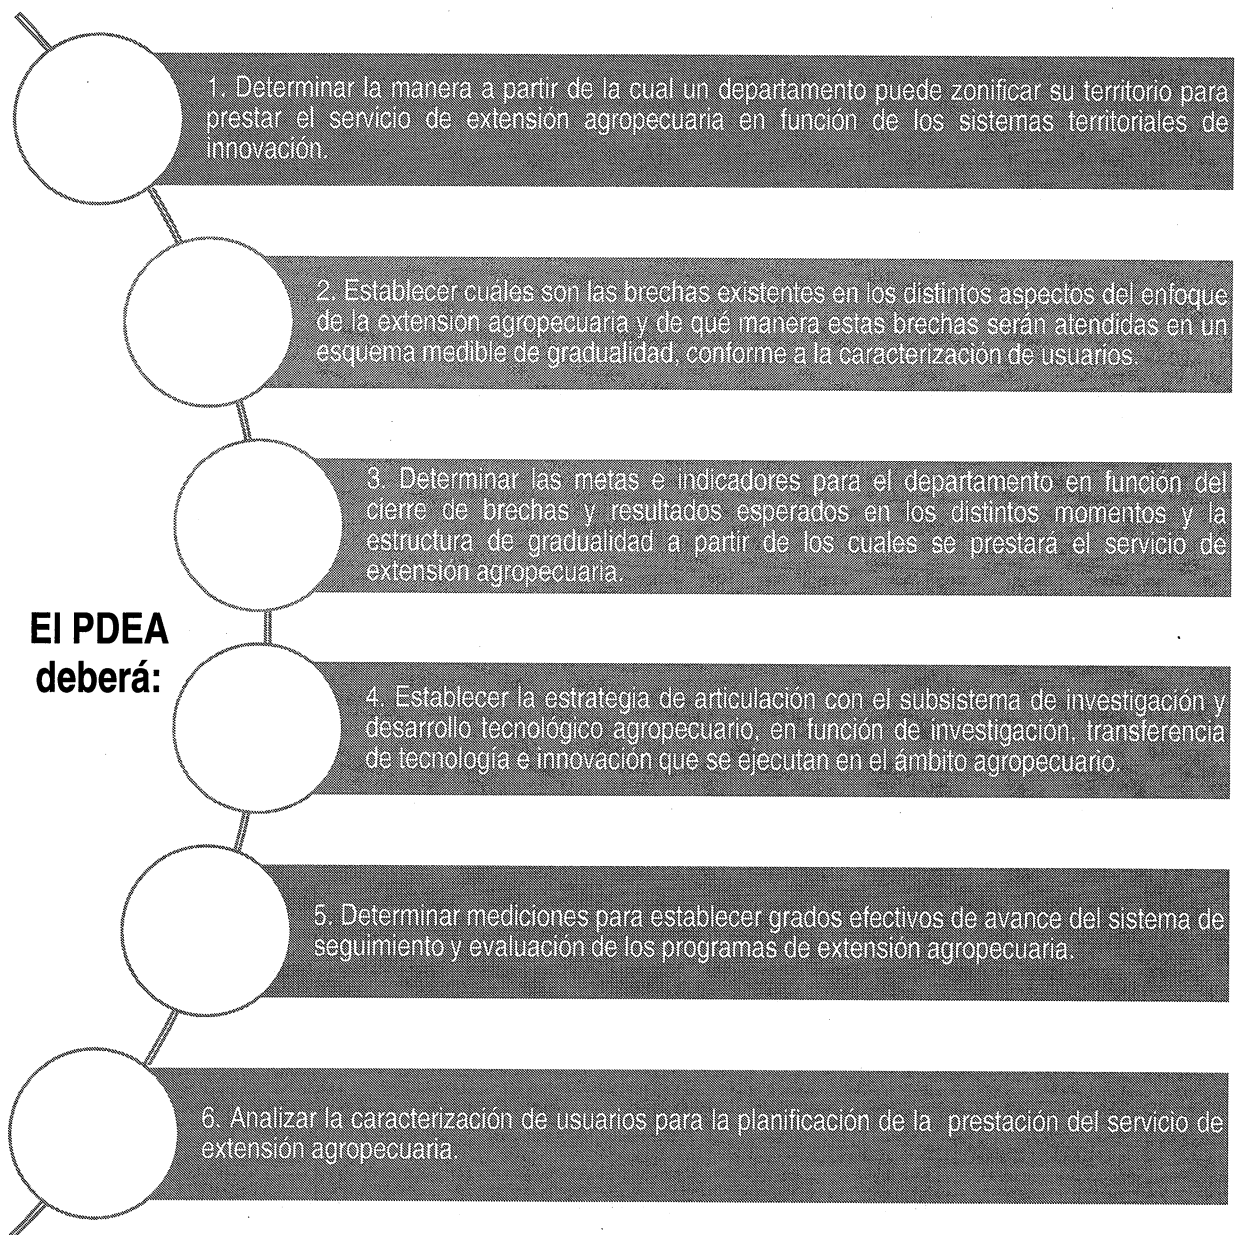 1. Determinar la manera a partir de la cual un departamento puede zonificar su territorio para
prestar el servicio de extensión agropecuaria en función de los sistemas territoriales de
innovación.
2. Establecer cuáles son las brechas existentes en los distintos aspectos del enfoque
de la extensión agropecuaria y de qué manera estas brechas serán atendidas en un
esquema medible de gradualidad, conforme a la caracterización de usuarios.
3. Determinar las metas e indicadores para el departamento en función del
cierre de brechas y resultados esperados en los distintos momentos y la
estructura de gradualidad a partir de los cuales se prestará el servicio de
extensión agropecuaria.
El PDEA
deberá:
4. Establecer la estrategia de articulación con el subsistema de investigación y
desarrollo tecnológico agropecuario, en función de investigación, transferencia
de tecnología e innovación que se ejecutan en el ámbito agropecuario.
5. Determinar mediciones para establecer grados efectivos de avance del sistema de
seguimiento y evaluación de los programas de extensión agropecuaria.
6. Analizar la caracterización de usuarios para la planificación de la prestación del servicio de
extensión agropecuaria.